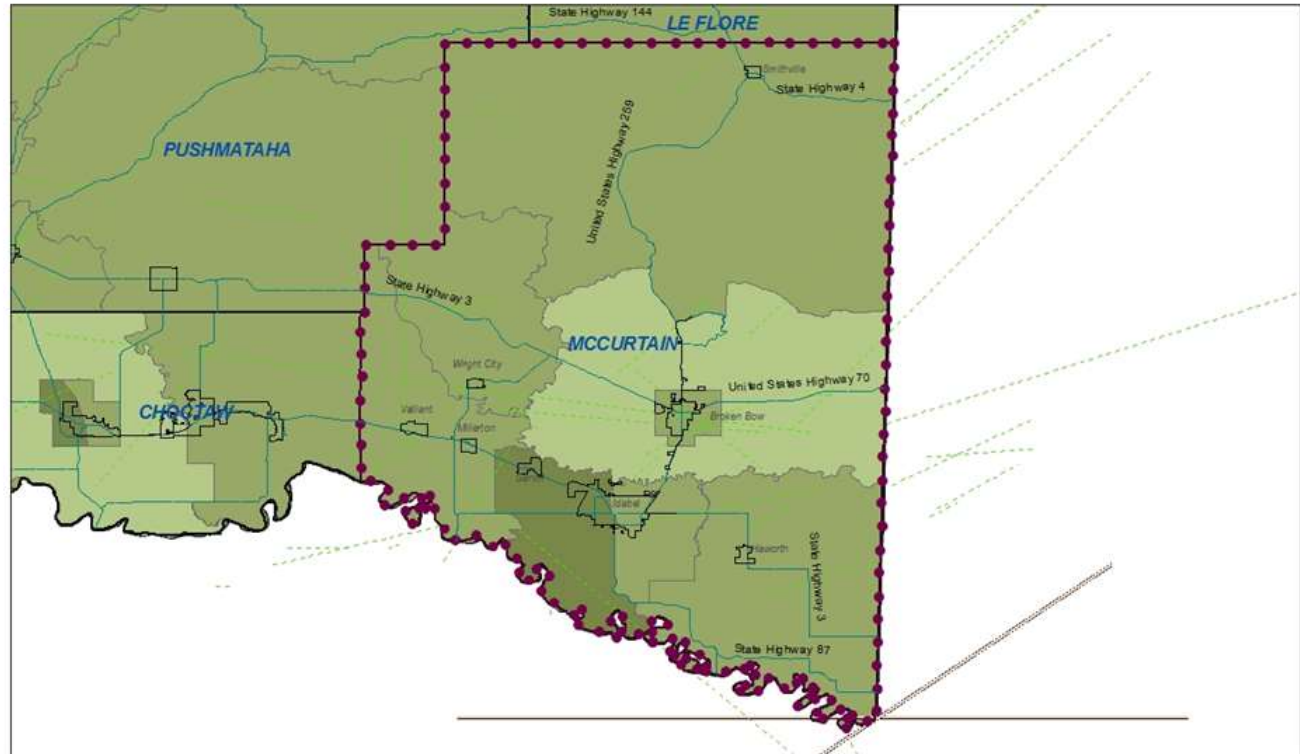 State Highway 144
LE FLORE
Smithville
State Highway 4
United States Highway 259
PUSHMATAHA
State Highway 3
MCCURTAIN
Wright City
United States Highway 70
CHOCTAW
Valliant
Broken Bow
Millerton
Idabel
Haworth
State Highway 3
State Highway 87